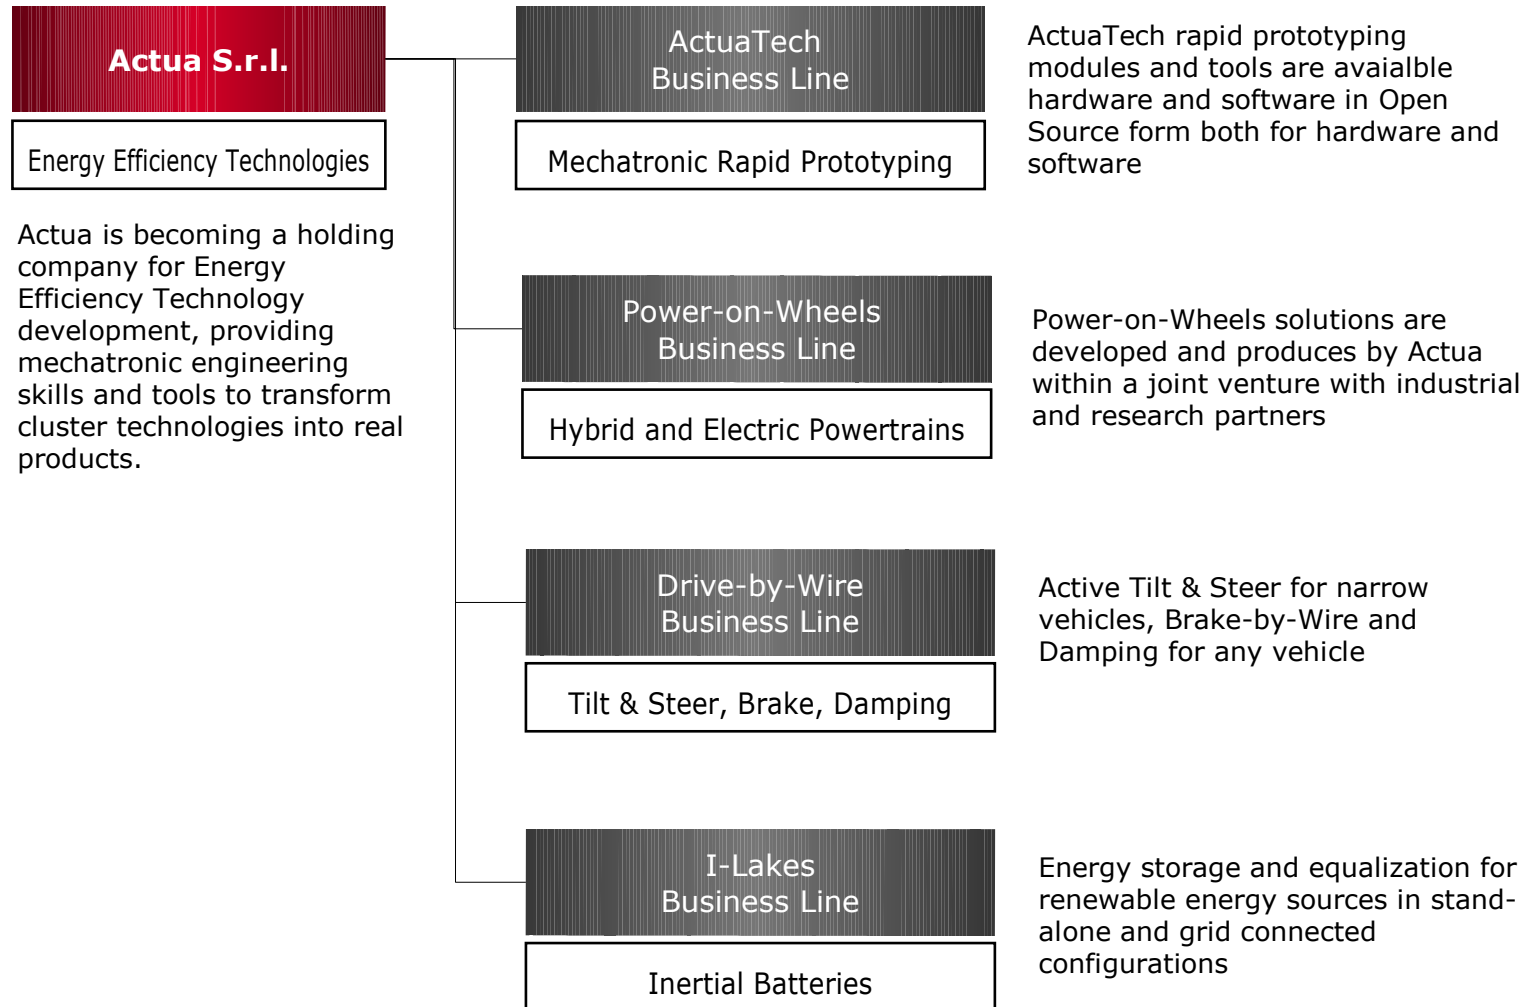 Actua S.r.l.
Energy Efficiency Technologies
Actua is becoming a holding
company for Energy
Efficiency Technology
development, providing
mechatronic engineering
skills and tools to transform
cluster technologies into real
products.
ActuaTech
Business Line
Mechatronic Rapid Prototyping
ActuaTech rapid prototyping
modules and tools are avaialble
hardware and software in Open
Source form both for hardware and
software
Power-on-Wheels
Business Line
Hybrid and Electric Powertrains
Power-on-Wheels solutions are
developed and produces by Actua
within a joint venture with industrial
and research partners
Drive-by-Wire
Business Line
Tilt & Steer, Brake, Damping
Active Tilt & Steer for narrow
vehicles, Brake-by-Wire and
Damping for any vehicle
I-Lakes
Business Line
Inertial Batteries
Energy storage and equalization for
renewable energy sources in stand-
alone and grid connected
configurations